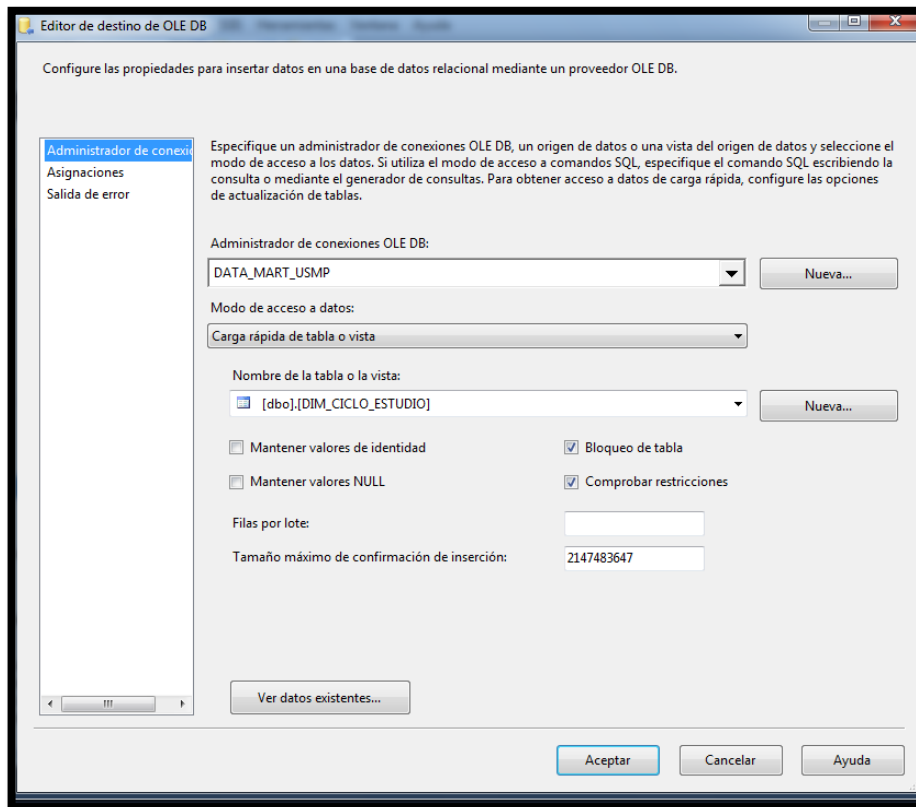 Editor de destino de OLE DB
Configure las propiedades para insertar datos en una base de datos relacional mediante un proveedor OLE DB.
Administrador de conexi
Asignaciones
Salida de error
Especifique un administrador de conexiones OLE DB, un origen de datos o una vista del origen de datos y seleccione el
modo de acceso a los datos. Si utiliza el modo de acceso a comandos SQL, especifique el comando SQL escribiendo la
consulta o mediante el generador de consultas. Para obtener acceso a datos de carga rápida, configure las opciones
de actualización de tablas.
Administrador de conexiones OLE DB:
DATA_MART_USMP
Nueva...
Modo de acceso a datos:
Carga rápida de tabla o vista
Nombre de la tabla o la vista:
[dbo].[DIM_CICLO_ESTUDIO]
Nueva...
Mantener valores de identidad
Bloqueo de tabla
Mantener valores NULL
Comprobar restricciones
Filas por lote:
Tamaño máximo de confirmación de inserción:
2147483647
Ver datos existentes...
Aceptar
Cancelar
Ayuda